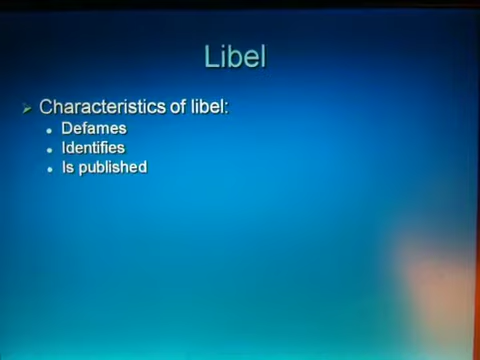 Libel
Characteristics of libel:
Defames
Identifies
Is published